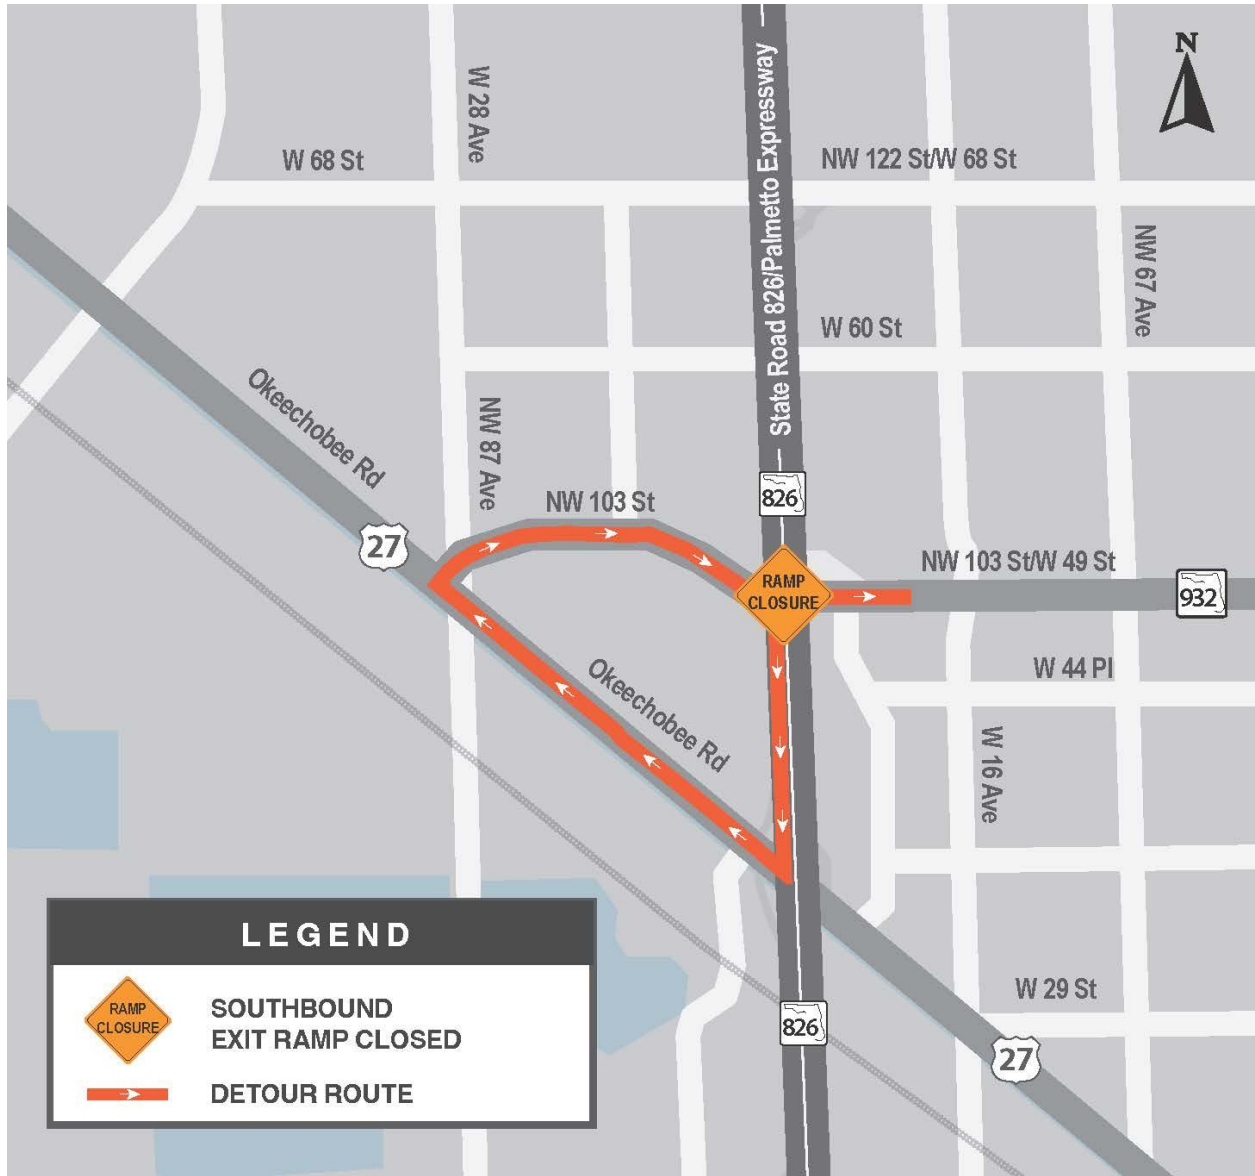 N
W 28 Ave
State Road 826/Palmetto Expressway
W 68 St
NW 122 St/W 68 St
NW 67 Ave
W 60 St
Okeechobee Rd
NW 87 Ave
826
NW 103 St
27
NW 103 St/W 49 St
RAMP
CLOSURE
932
Okeechobee Rd
W 44 Pl
W 16 Ave
W 29 St
826
27
LEGEND
RAMP
CLOSURE
SOUTHBOUND
EXIT RAMP CLOSED
DETOUR ROUTE